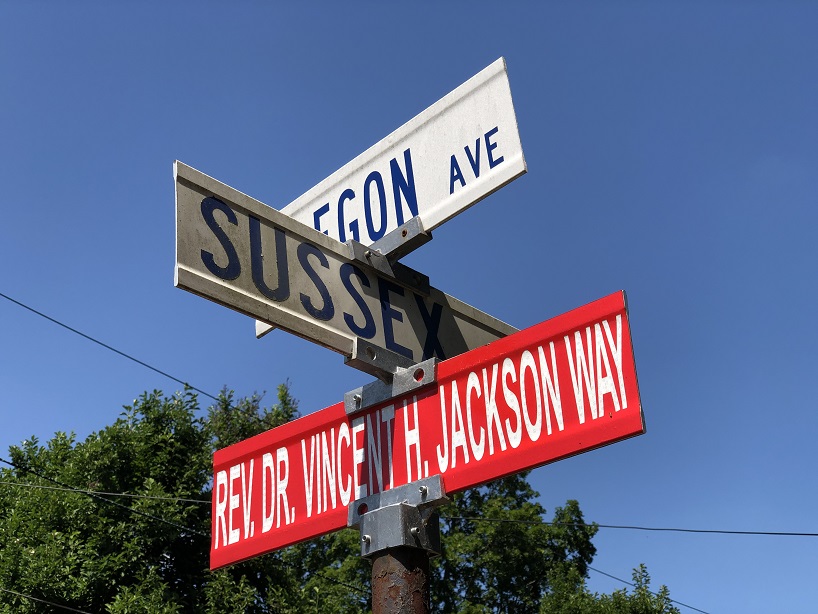 EGON AVE
SUSSEX
REV. DR. VINCENT H. JACKSON WAY